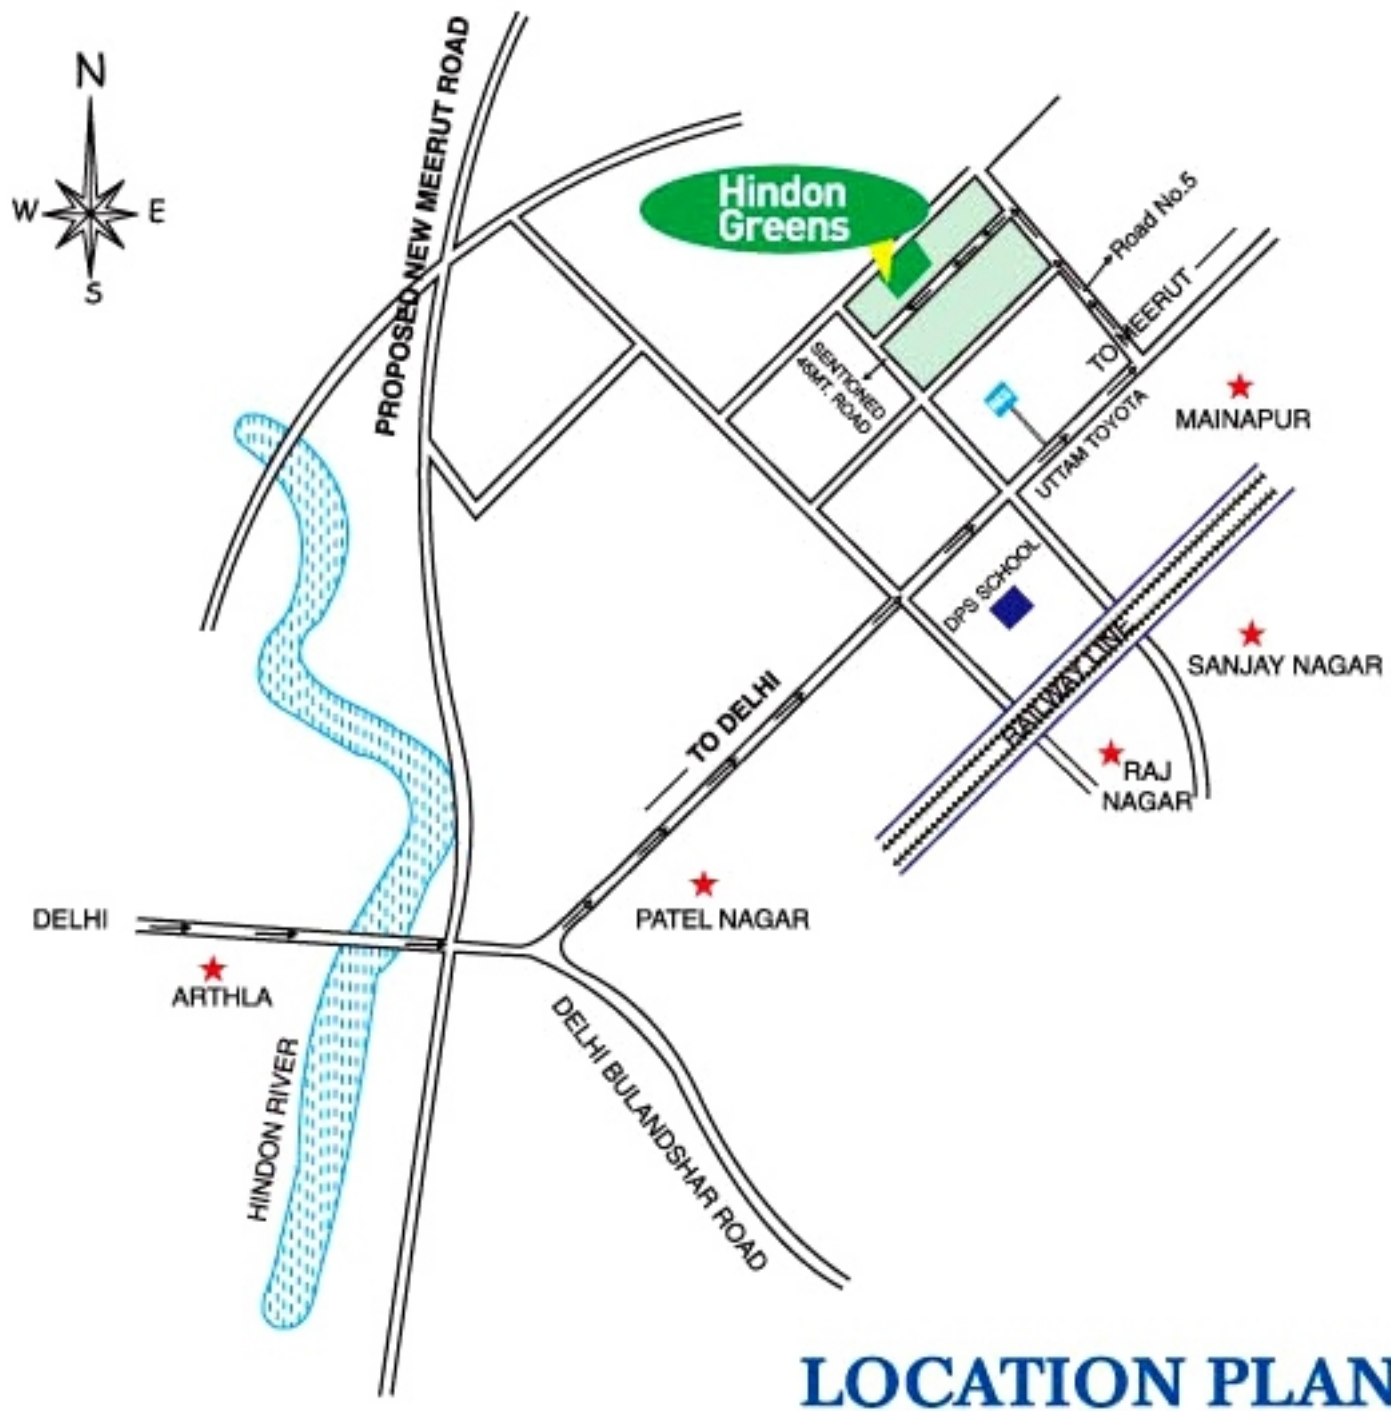 N
W
E
S
PROPOSED NEW MEERUT ROAD
Hindon
Greens
Road No.5
TO MEERUT
SENTIONED
45MT. ROAD
UTTAM TOYOTA
MAINAPUR
DPS SCHOOL
RAILWAY LINE
SANJAY NAGAR
RAJ
NAGAR
TO DELHI
PATEL NAGAR
DELHI
ARTHLA
HINDON RIVER
DELHI BULANDSHAR ROAD
LOCATION PLAN